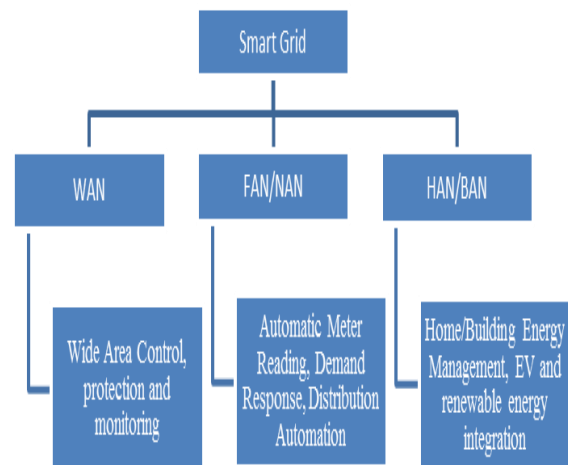 Smart Grid
WAN
FAN/NAN
HAN/BAN
Wide Area Control,
protection and
monitoring
Automatic Meter
Reading, Demand
Response, Distribution
Automation
Home/Building Energy
Management, EV and
renewable energy
integration